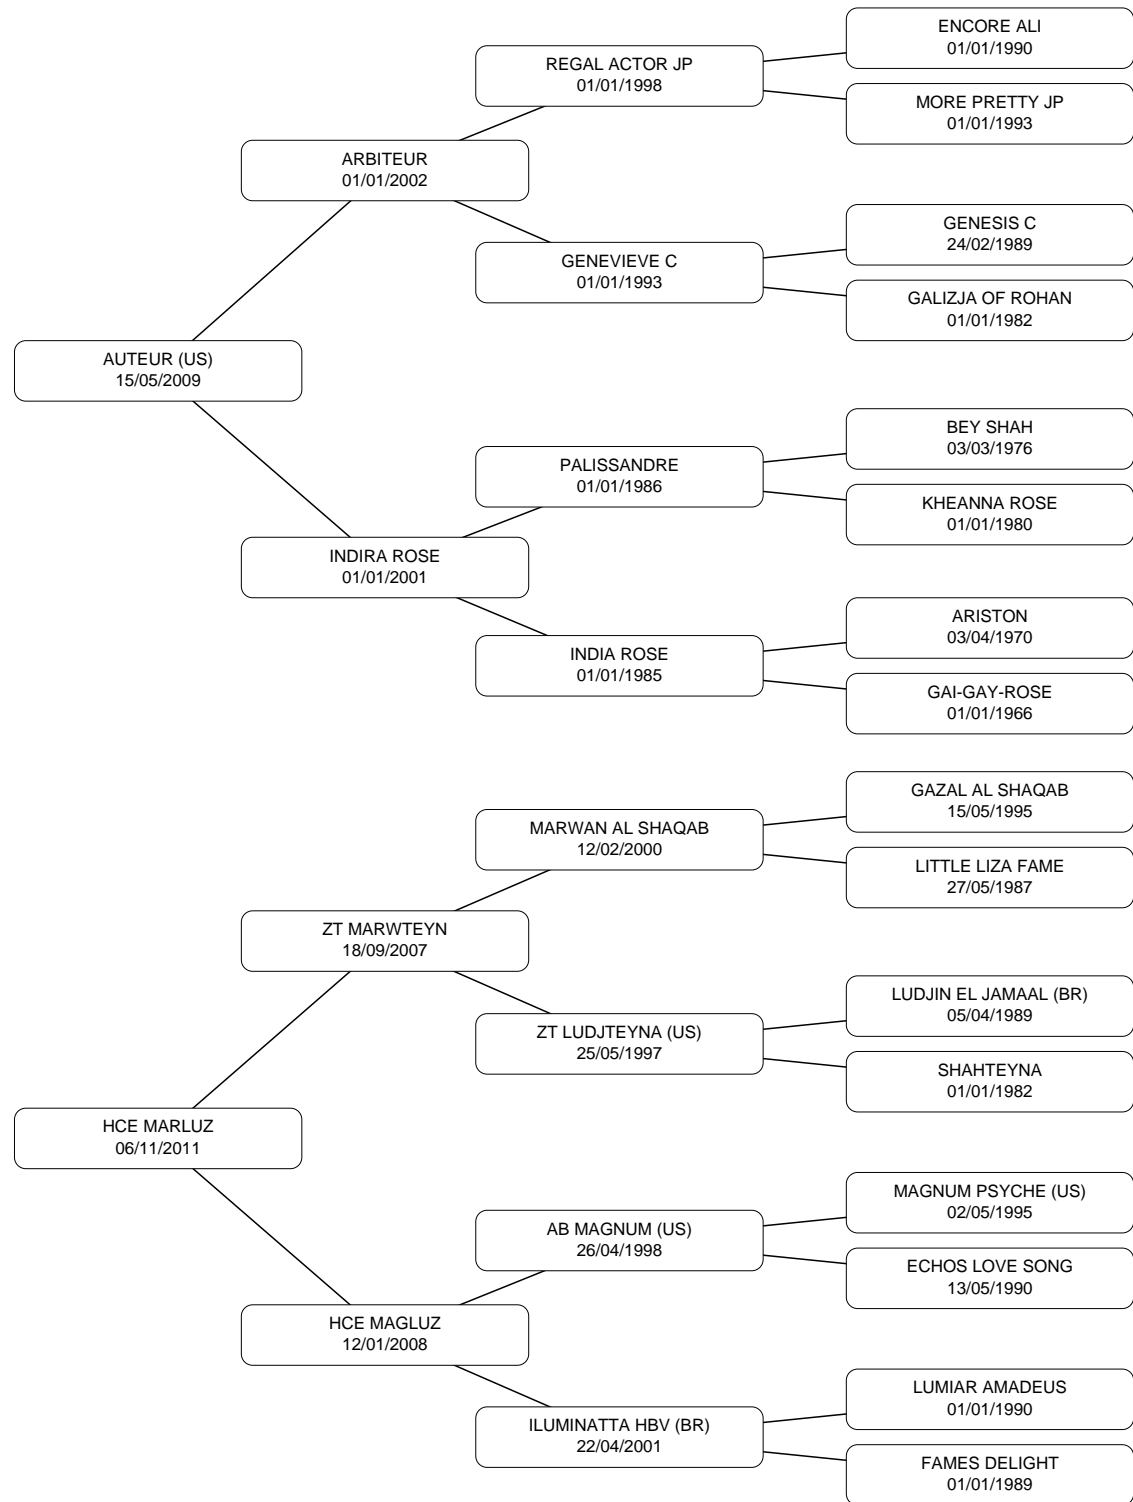 ENCORE ALI
01/01/1990
REGAL ACTOR JP
01/01/1998
MORE PRETTY JP
01/01/1993
ARBITEUR
01/01/2002
GENESIS C
24/02/1989
GENEVIEVE C
01/01/1993
GALIZJA OF ROHAN
01/01/1982
AUTEUR (US)
15/05/2009
BEY SHAH
03/03/1976
PALISSANDRE
01/01/1986
KHEANNA ROSE
01/01/1980
INDIRA ROSE
01/01/2001
ARISTON
03/04/1970
INDIA ROSE
01/01/1985
GAI-GAY-ROSE
01/01/1966
GAZAL AL SHAQAB
15/05/1995
MARWAN AL SHAQAB
12/02/2000
LITTLE LIZA FAME
27/05/1987
ZT MARWTEYN
18/09/2007
LUDJIN EL JAMAAL (BR)
05/04/1989
ZT LUDJTEYNA (US)
25/05/1997
SHAHTEYNA
01/01/1982
HCE MARLUZ
06/11/2011
MAGNUM PSYCHE (US)
02/05/1995
AB MAGNUM (US)
26/04/1998
ECHOS LOVE SONG
13/05/1990
HCE MAGLUZ
12/01/2008
LUMIAR AMADEUS
01/01/1990
ILUMINATTA HBV (BR)
22/04/2001
FAMES DELIGHT
01/01/1989